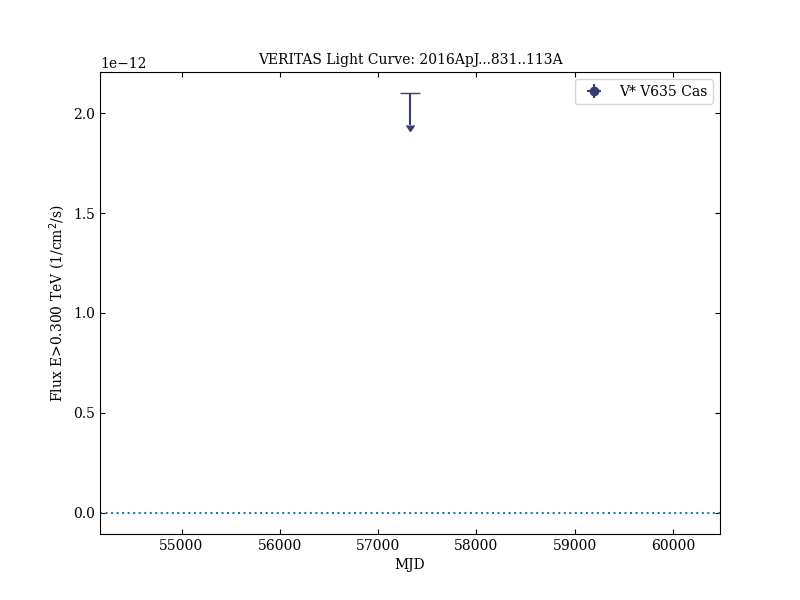 VERITAS Light Curve: 2016ApJ...831..113A
1e−12
V* V635 Cas
2.0
1.5
1.0
0.5
0.0
Flux E>0.300 TeV (1/cm²/s)
55000 56000 57000 58000 59000 60000
MJD